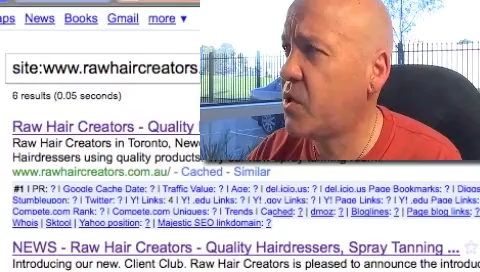 News Books Gmail more ▼
site:www.rawhaircreators.
6 results (0.05 seconds)
Raw Hair Creators - Quality
Raw Hair Creators in Toronto,
Hairdressers using quality products
www.rawhaircreators.com.au/ - Cached - Similar
#1 | PR: ? | Google Cache Date: ? | Traffic Value: ? | Age: ? | del.icio.us: ? | del.icio.us Page Bookmarks: ? | Diggs
Stumbleupon: ? | Twitter: ? | Y! Links: 4 | Y! .edu Links: ? | Y! .gov Links: ? | Y! Page Links: ? | Y! .edu Page Links:
Compete.com Rank: ? | Compete.com Uniques: ? | Trends | Cached: ? | dmoz: ? | Bloglines: ? | Page blog links: ?
Whois | Sktool | Yahoo position: ? | Majestic SEO linkdomain: ?
NEWS - Raw Hair Creators - Quality Hairdressers, Spray Tanning ...
Introducing our new. Client Club. Raw Hair Creators is pleased to announce the